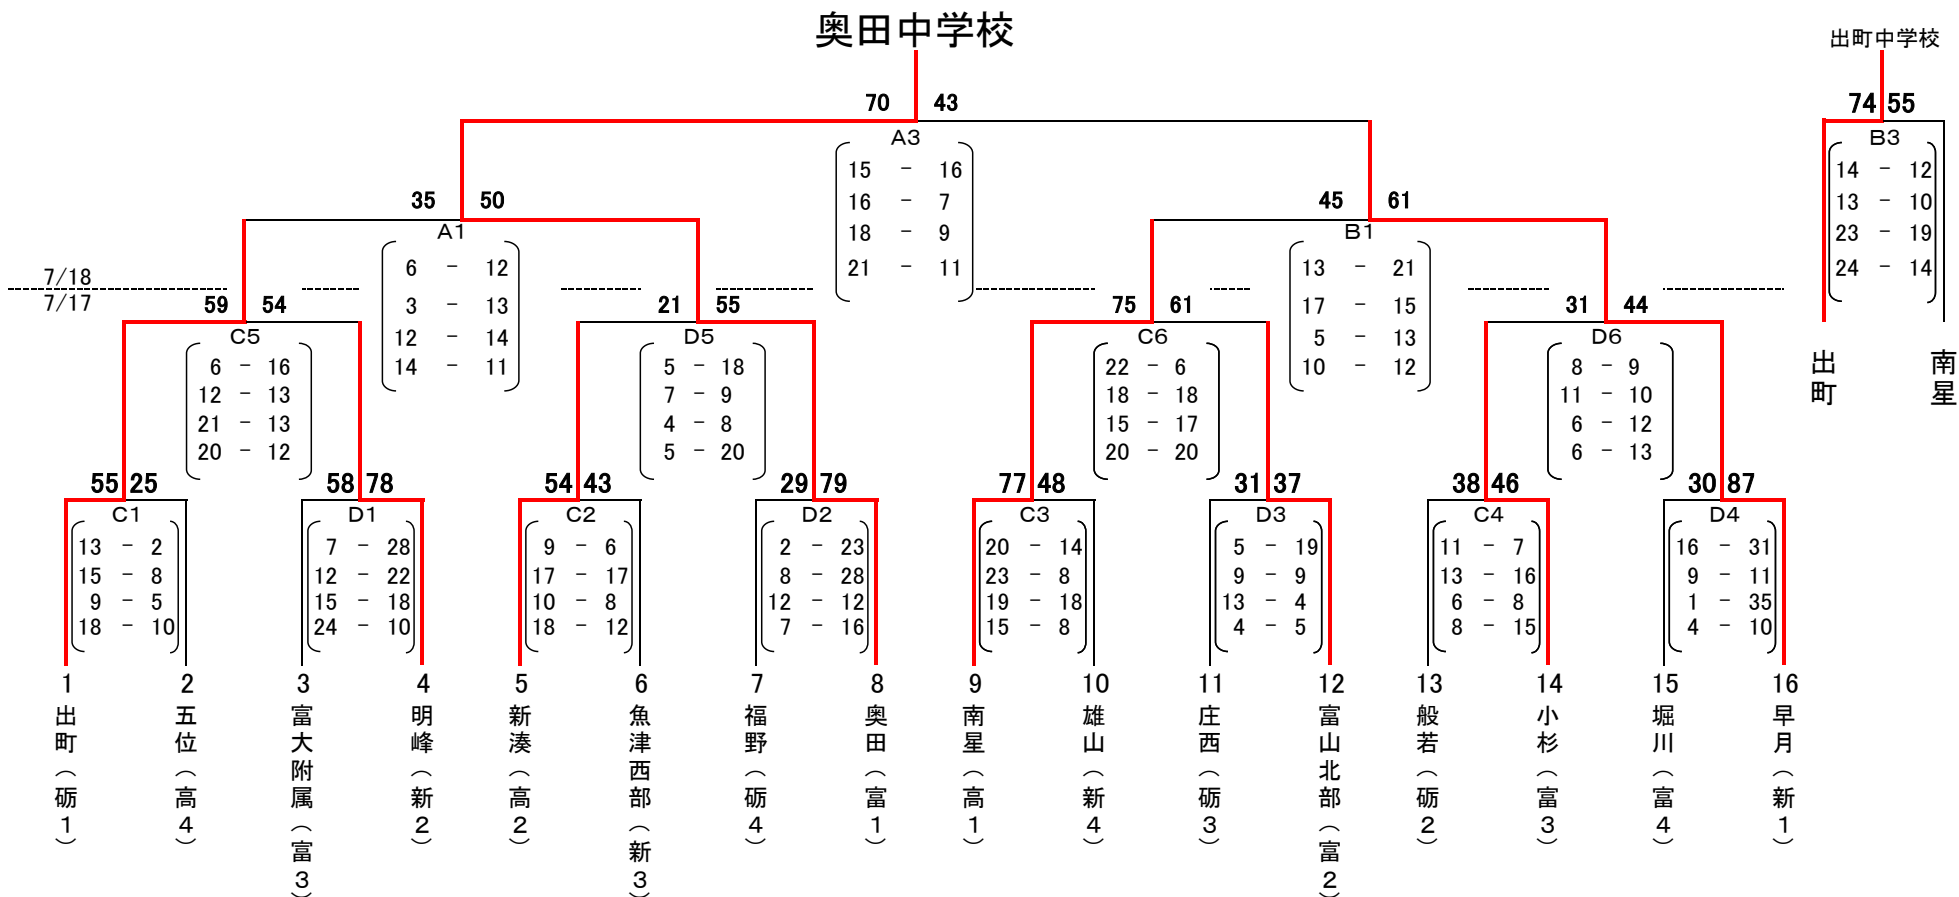 奥田中学校
出町中学校
70 43
74 55
A3
15 - 16
16 - 7
18 - 9
21 - 11
B3
14 - 12
13 - 10
23 - 19
24 - 14
出町
南星
35 50
A1
6 - 12
3 - 13
12 - 14
14 - 11
45 61
B1
13 - 21
17 - 15
5 - 13
10 - 12
7/18
7/17
59 54
C5
6 - 16
12 - 13
21 - 13
20 - 12
21 55
D5
5 - 18
7 - 9
4 - 8
5 - 20
75 61
C6
22 - 6
18 - 18
15 - 17
20 - 20
31 44
D6
8 - 9
11 - 10
6 - 12
6 - 13
55 25
C1
13 - 2
15 - 8
9 - 5
18 - 10
58 78
D1
7 - 28
12 - 22
15 - 18
24 - 10
54 43
C2
9 - 6
17 - 17
10 - 8
18 - 12
29 79
D2
2 - 23
8 - 28
12 - 12
7 - 16
77 48
C3
20 - 14
23 - 8
19 - 18
15 - 8
31 37
D3
5 - 19
9 - 9
13 - 4
4 - 5
38 46
C4
11 - 7
13 - 16
6 - 8
8 - 15
30 87
D4
16 - 31
9 - 11
1 - 35
4 - 10
1 出町（砺1）
2 五位（高4）
3 富大附属（富3）
4 明峰（新2）
5 新湊（高2）
6 魚津西部（新3）
7 福野（砺4）
8 奥田（富1）
9 南星（高1）
10 雄山（新4）
11 庄西（砺3）
12 富山北部（富2）
13 般若（砺2）
14 小杉（富3）
15 堀川（富4）
16 早月（新1）